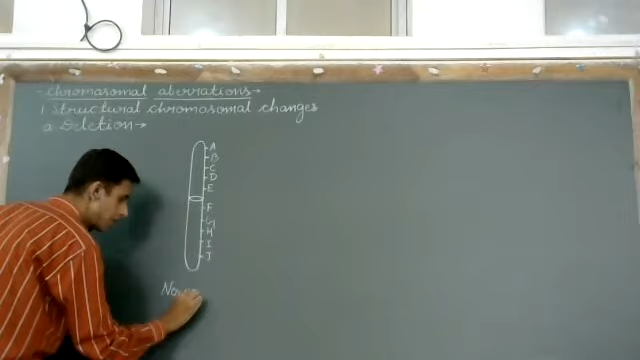 - Chromosomal aberrations →
1 Structural chromosomal changes
a Deletion →
A
B
C
D
E
F
G
H
I
J
No